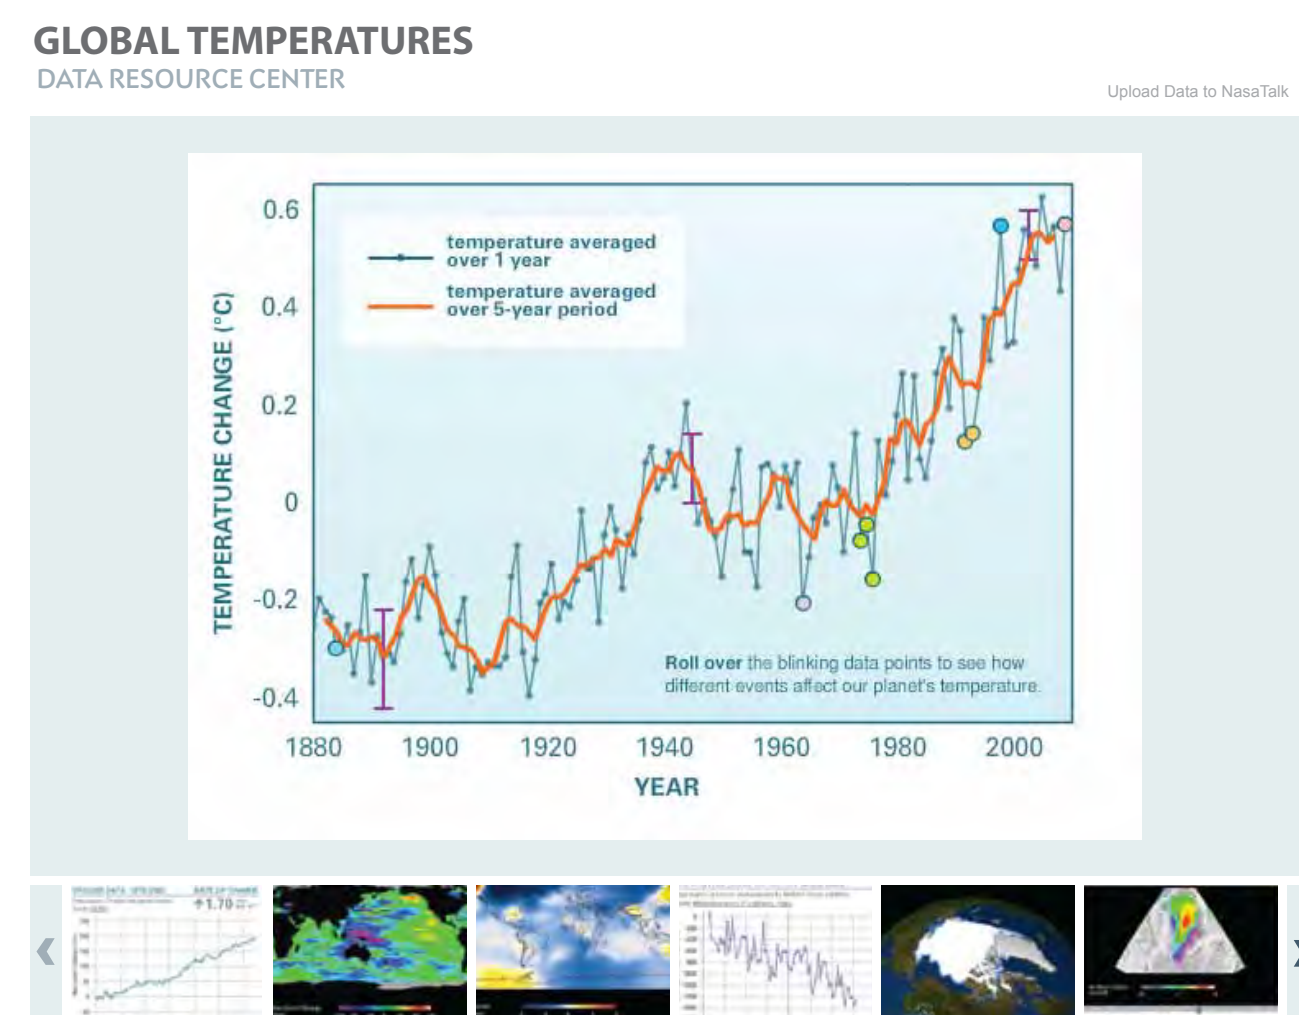 GLOBAL TEMPERATURES
DATA RESOURCE CENTER
Upload Data to NasaTalk
0.6
0.4
0.2
0
-0.2
-0.4
TEMPERATURE CHANGE (°C)
temperature averaged
over 1 year
temperature averaged
over 5-year period
Roll over the blinking data points to see how
different events affect our planet's temperature.
1880 1900 1920 1940 1960 1980 2000
YEAR
1.70